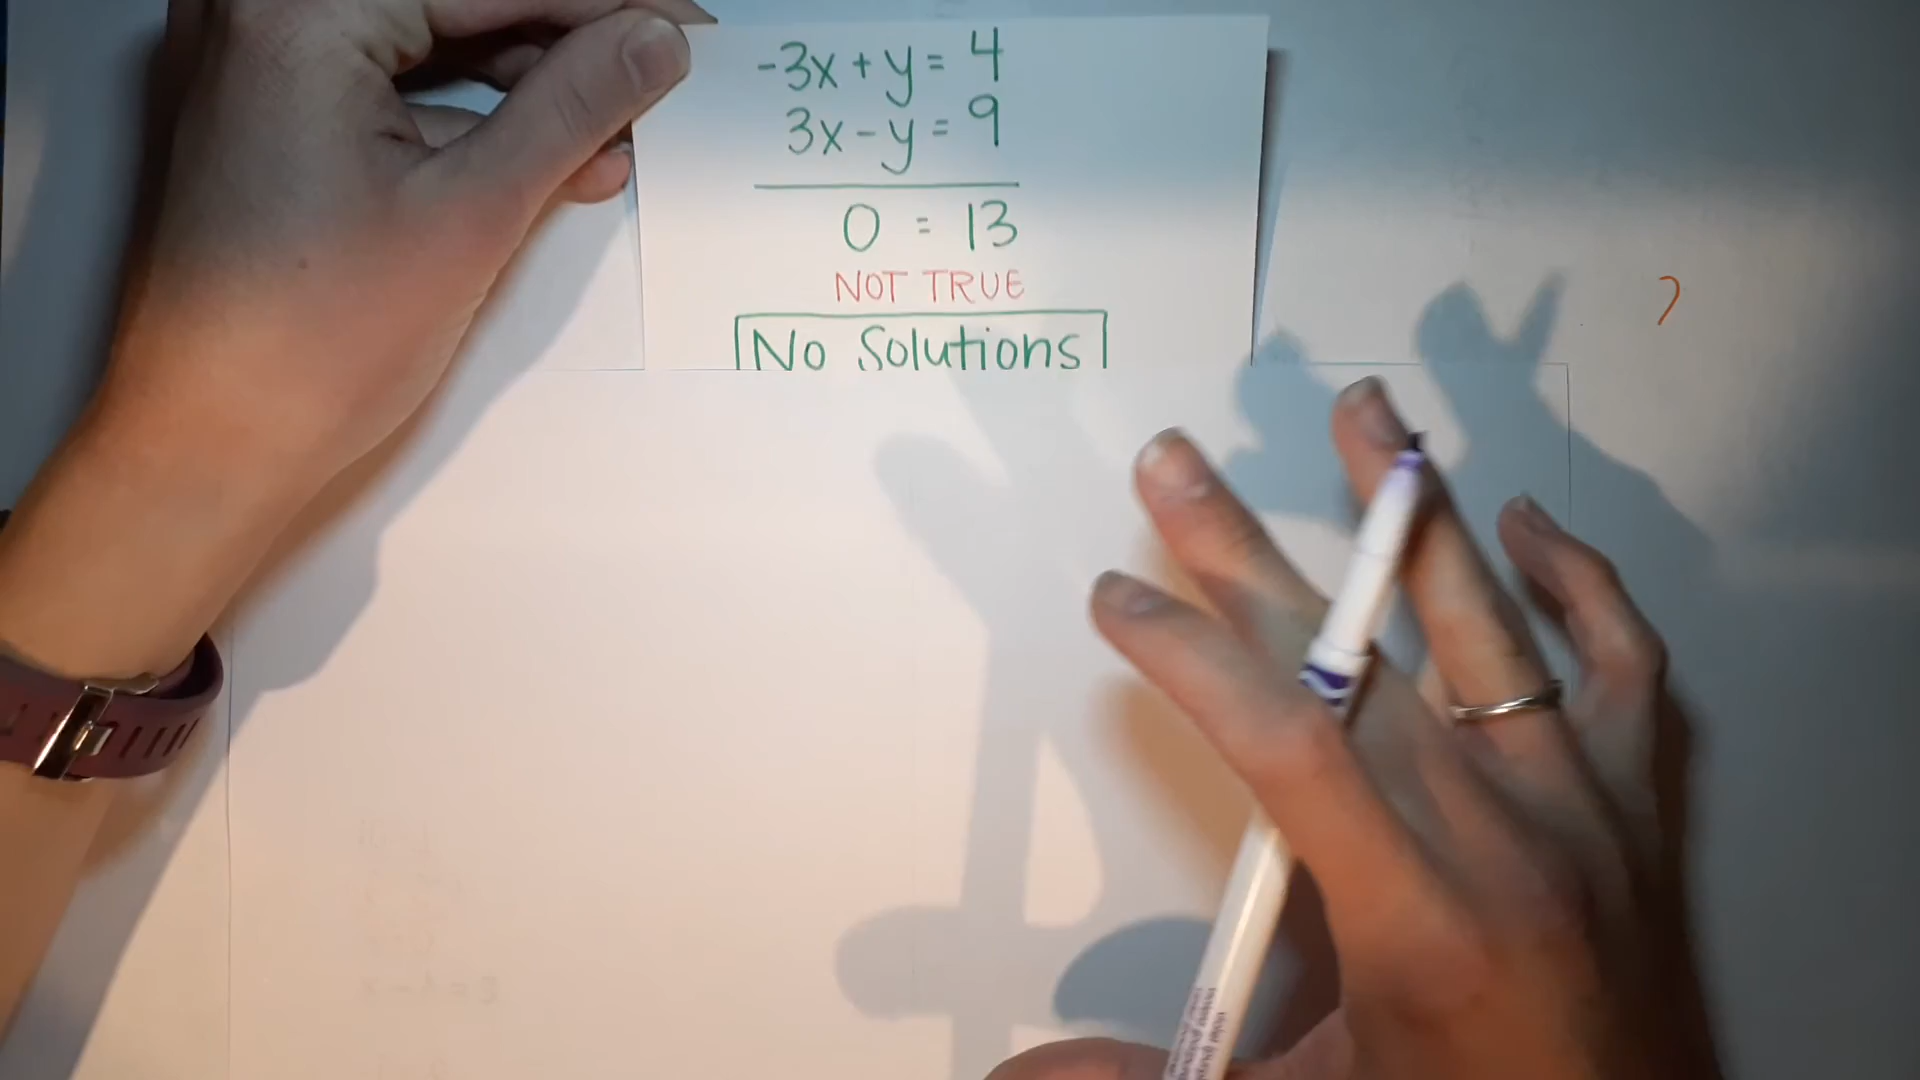 -3x + y = 4
3x - y = 9
0 = 13
NOT TRUE
No Solutions